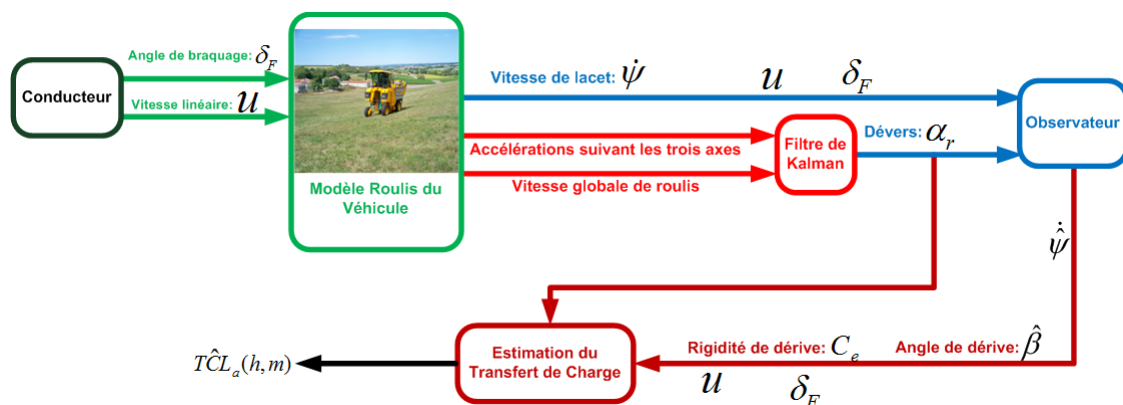 Conducteur
Angle de braquage: δ_F
Vitesse linéaire: u
Modèle Roulis du
Véhicule
Vitesse de lacet: ψ̇ u δ_F
Accélérations suivant les trois axes
Vitesse globale de roulis
Filtre de
Kalman
Dévers: α_r
Observateur
ψ̂̇
Rigidité de dérive: C_e Angle de dérive: β̂
u δ_F
Estimation du
Transfert de Charge
TĈL_a(h,m)